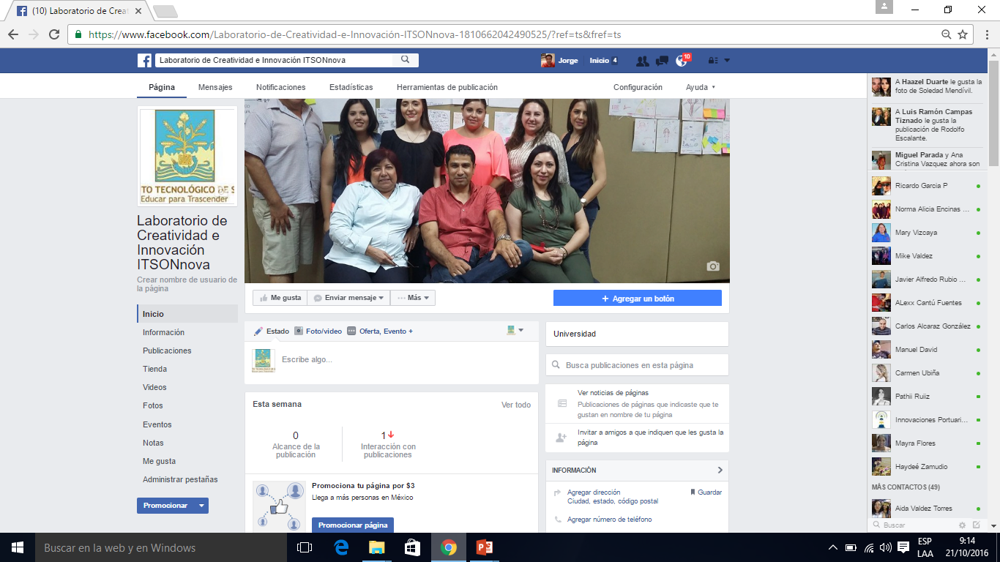 (10) Laboratorio de Crea
https://www.facebook.com/Laboratorio-de-Creatividad-e-Innovación-ITSONnova-1810662042490525/?ref=ts&fref=ts
Laboratorio de Creatividad e Innovación ITSONnova
Jorge
Inicio 4
10
Página
Mensajes
Notificaciones
Estadísticas
Herramientas de publicación
Configuración
Ayuda
TO TECNOLÓGICO DE S
Educar para Trascender
Laboratorio de
Creatividad e
Innovación
ITSONnova
Crear nombre de usuario de
la página
Inicio
Información
Publicaciones
Tienda
Videos
Fotos
Eventos
Notas
Me gusta
Administrar pestañas
Promocionar
Me gusta
Enviar mensaje
Más
+ Agregar un botón
Estado
Foto/video
Oferta, Evento +
Escribe algo...
Esta semana
Ver todo
0
Alcance de la
publicación
1
Interacción con
publicaciones
Promociona tu página por $3
Llega a más personas en México
Promocionar página
Universidad
Busca publicaciones en esta página
Ver noticias de páginas
Publicaciones de páginas que indicaste que te
gustan en nombre de tu página
Invitar a amigos a que indiquen que les gusta la
página
INFORMACIÓN
Agregar dirección
Guardar
Ciudad, estado, código postal
Agregar número de teléfono
A Haazel Duarte le gusta la
foto de Soledad Mendívil.
A Luis Ramón Campas
Tiznado le gusta la
publicación de Rodolfo
Escalante.
Miguel Parada y Ana
Cristina Vazquez ahora son
Ricardo Garcia P
Norma Alicia Encinas ...
Mary Vizcaya
Mike Valdez
Javier Alfredo Rubio ...
ALexx Cantú Fuentes
Carlos Alcaraz González
Manuel David
Carmen Ubiña
Pathii Ruiiz
Innovaciones Portuari...
Mayra Flores
Haydeé Zamudio
MÁS CONTACTOS (49)
Aida Valdez Torres
Buscar
Buscar en la web y en Windows
ESP
LAA
9:14
21/10/2016